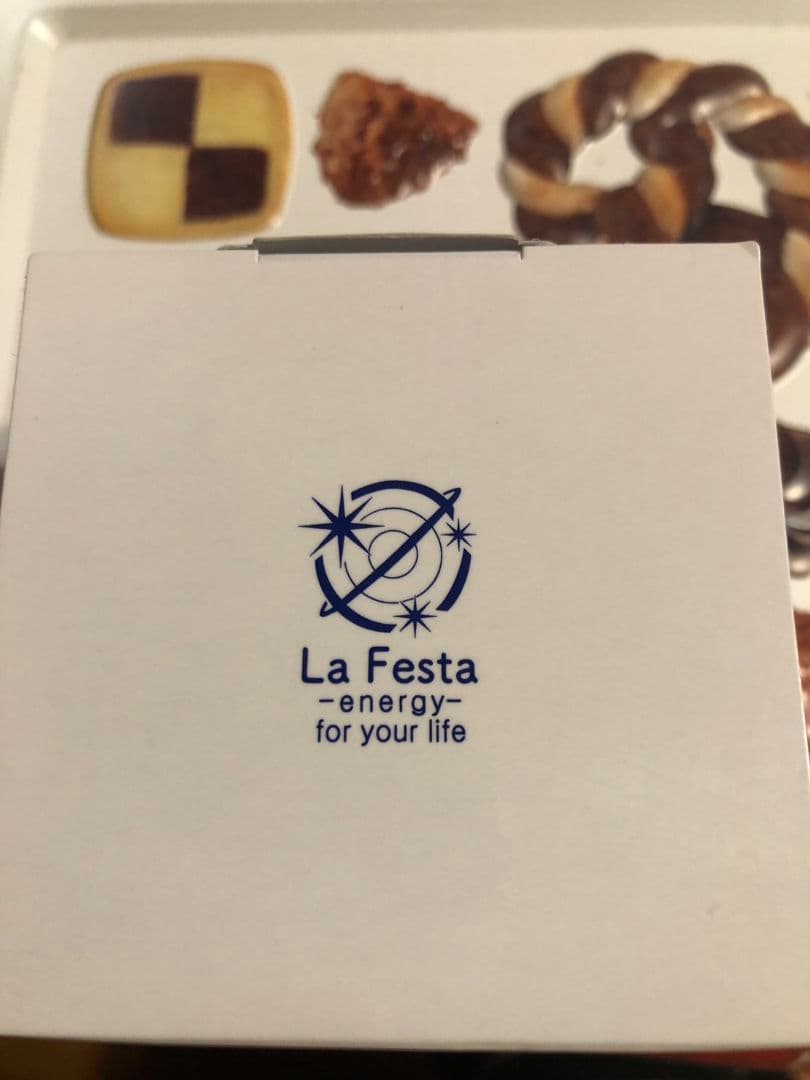 La Festa
-energy-
for your life